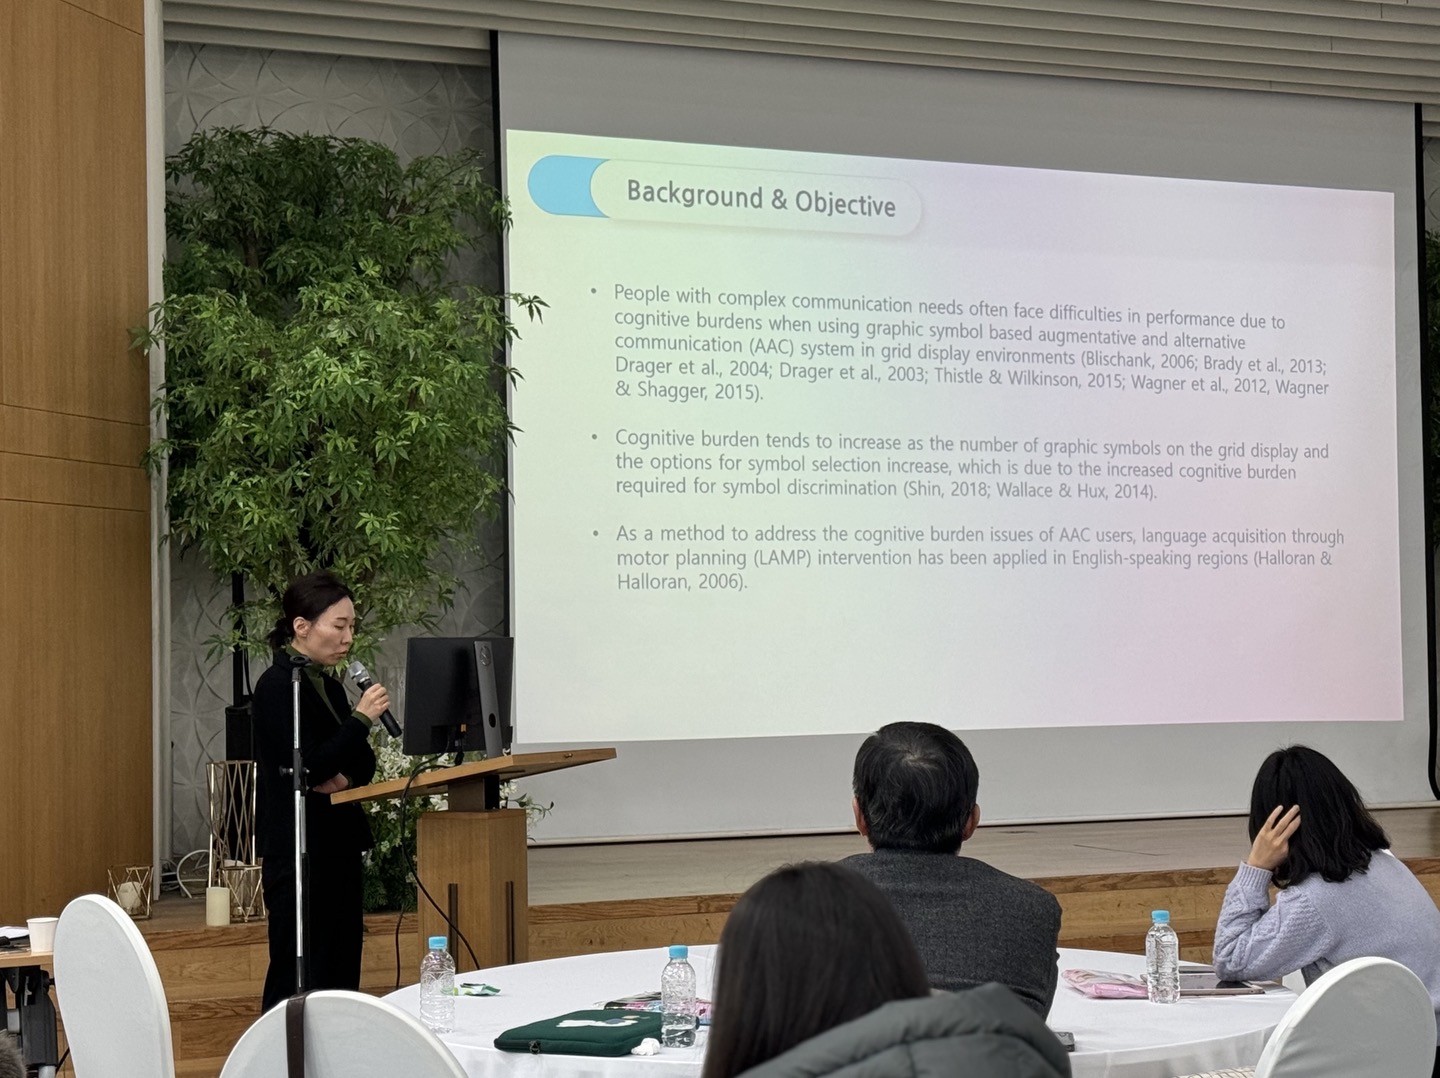 Background & Objective
• People with complex communication needs often face difficulties in performance due to
cognitive burdens when using graphic symbol based augmentative and alternative
communication (AAC) system in grid display environments (Blischank, 2006; Brady et al., 2013;
Drager et al., 2004; Drager et al., 2003; Thistle & Wilkinson, 2015; Wagner et al., 2012, Wagner
& Shagger, 2015).
• Cognitive burden tends to increase as the number of graphic symbols on the grid display and
the options for symbol selection increase, which is due to the increased cognitive burden
required for symbol discrimination (Shin, 2018; Wallace & Hux, 2014).
• As a method to address the cognitive burden issues of AAC users, language acquisition through
motor planning (LAMP) intervention has been applied in English-speaking regions (Halloran &
Halloran, 2006).